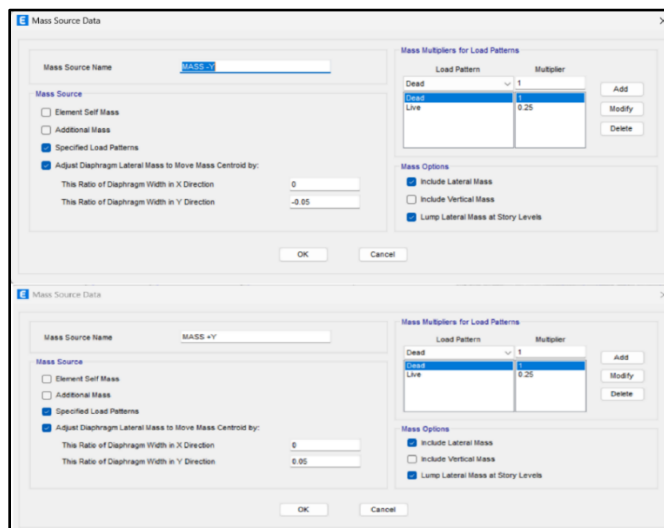 E Mass Source Data
Mass Source Name MASS -Y
Mass Source
Element Self Mass
Additional Mass
Specified Load Patterns
Adjust Diaphragm Lateral Mass to Move Mass Centroid by:
This Ratio of Diaphragm Width in X Direction 0
This Ratio of Diaphragm Width in Y Direction -0.05
Mass Multipliers for Load Patterns
Load Pattern Multiplier
Dead 1
Dead 1
Live 0.25
Add
Modify
Delete
Mass Options
Include Lateral Mass
Include Vertical Mass
Lump Lateral Mass at Story Levels
OK Cancel
E Mass Source Data
Mass Source Name MASS +Y
Mass Source
Element Self Mass
Additional Mass
Specified Load Patterns
Adjust Diaphragm Lateral Mass to Move Mass Centroid by:
This Ratio of Diaphragm Width in X Direction 0
This Ratio of Diaphragm Width in Y Direction 0.05
Mass Multipliers for Load Patterns
Load Pattern Multiplier
Dead 1
Dead 1
Live 0.25
Add
Modify
Delete
Mass Options
Include Lateral Mass
Include Vertical Mass
Lump Lateral Mass at Story Levels
OK Cancel